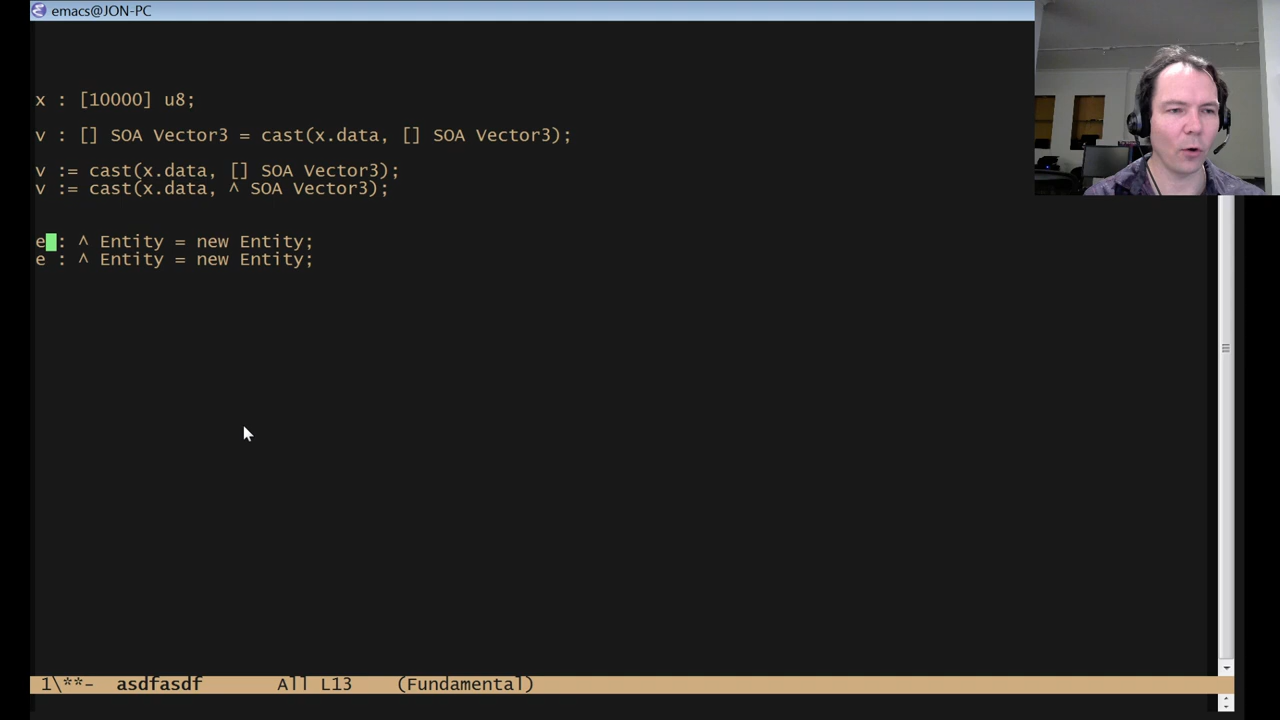 emacs@JON-PC
x : [10000] u8;
v : [] SOA Vector3 = cast(x.data, [] SOA Vector3);
v := cast(x.data, [] SOA Vector3);
v := cast(x.data, ^ SOA Vector3);
e : ^ Entity = new Entity;
e : ^ Entity = new Entity;
1\**-  asdfasdf       All L13    (Fundamental)